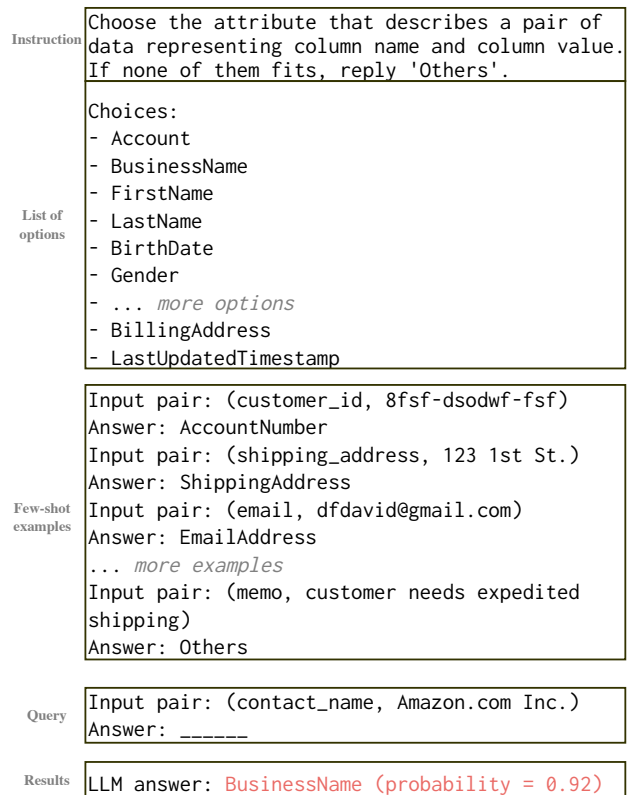 Instruction
Choose the attribute that describes a pair of
data representing column name and column value.
If none of them fits, reply 'Others'.
List of
options
Choices:
- Account
- BusinessName
- FirstName
- LastName
- BirthDate
- Gender
- ... more options
- BillingAddress
- LastUpdatedTimestamp
Few-shot
examples
Input pair: (customer_id, 8fsf-dsodwf-fsf)
Answer: AccountNumber
Input pair: (shipping_address, 123 1st St.)
Answer: ShippingAddress
Input pair: (email, dfdavid@gmail.com)
Answer: EmailAddress
... more examples
Input pair: (memo, customer needs expedited
shipping)
Answer: Others
Query
Input pair: (contact_name, Amazon.com Inc.)
Answer: ______
Results
LLM answer: BusinessName (probability = 0.92)